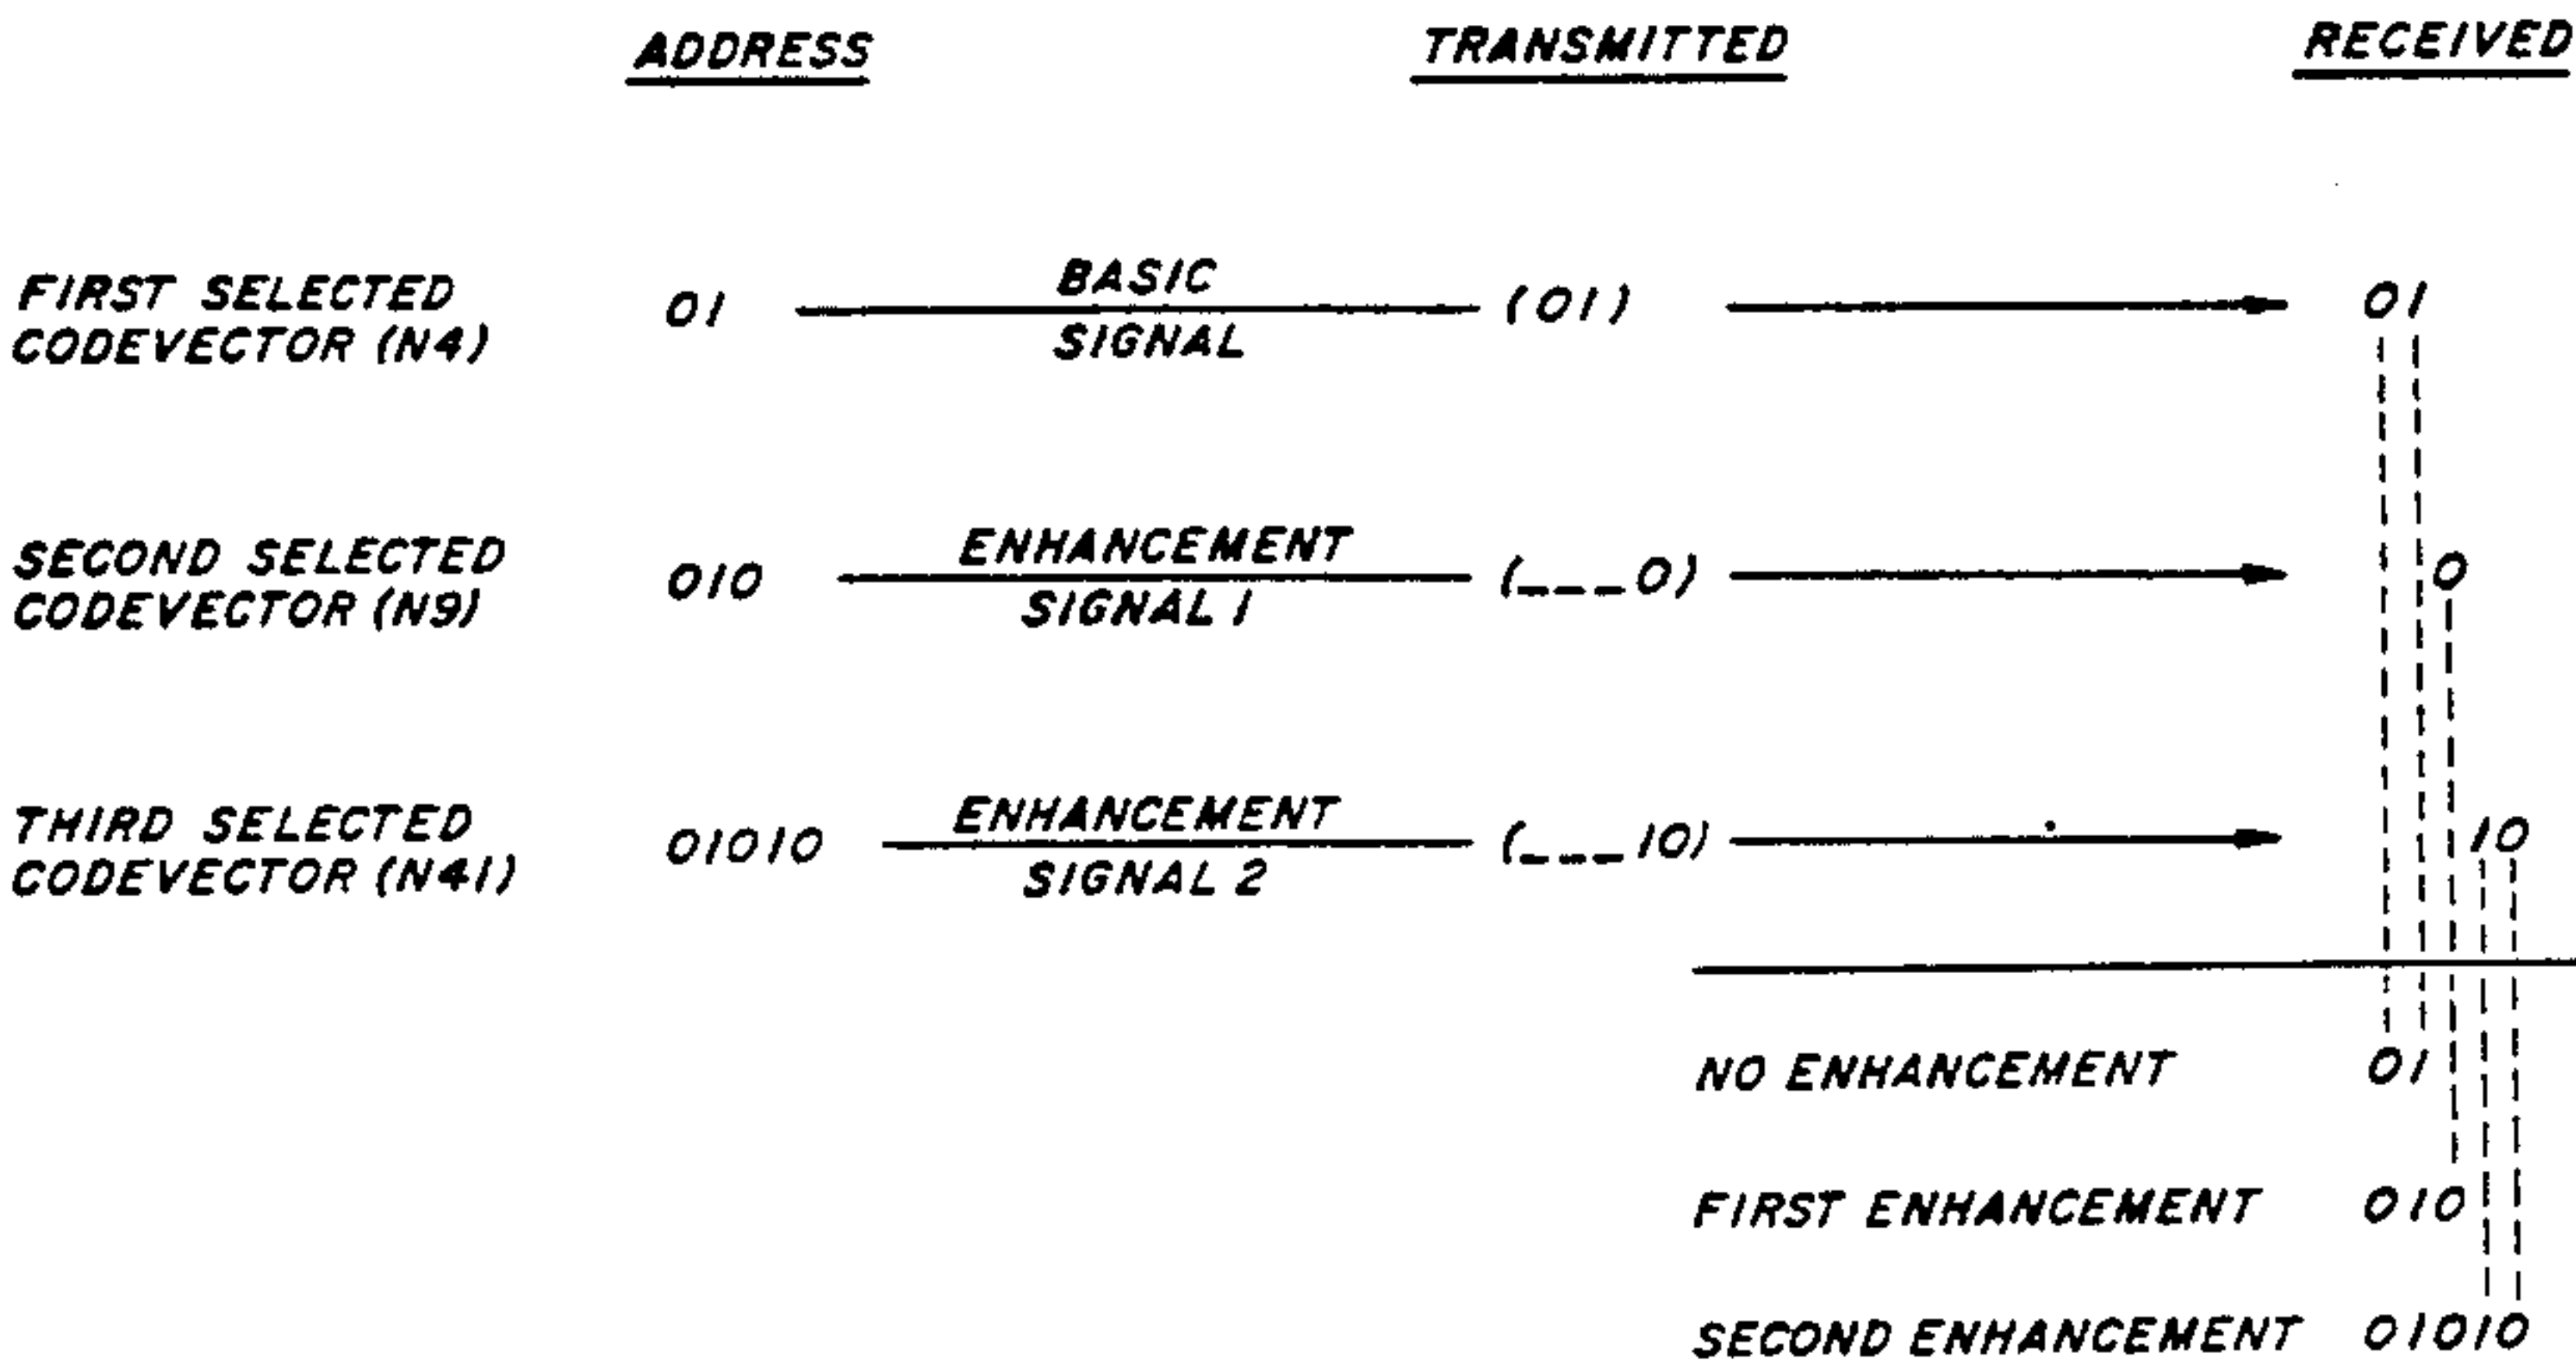 ADDRESS TRANSMITTED RECEIVED
FIRST SELECTED
CODEVECTOR (N4)
01
BASIC
SIGNAL
(01)
01
SECOND SELECTED
CODEVECTOR (N9)
010
ENHANCEMENT
SIGNAL 1
(___0)
0
THIRD SELECTED
CODEVECTOR (N41)
01010
ENHANCEMENT
SIGNAL 2
(___10)
10
NO ENHANCEMENT 01
FIRST ENHANCEMENT 010
SECOND ENHANCEMENT 01010